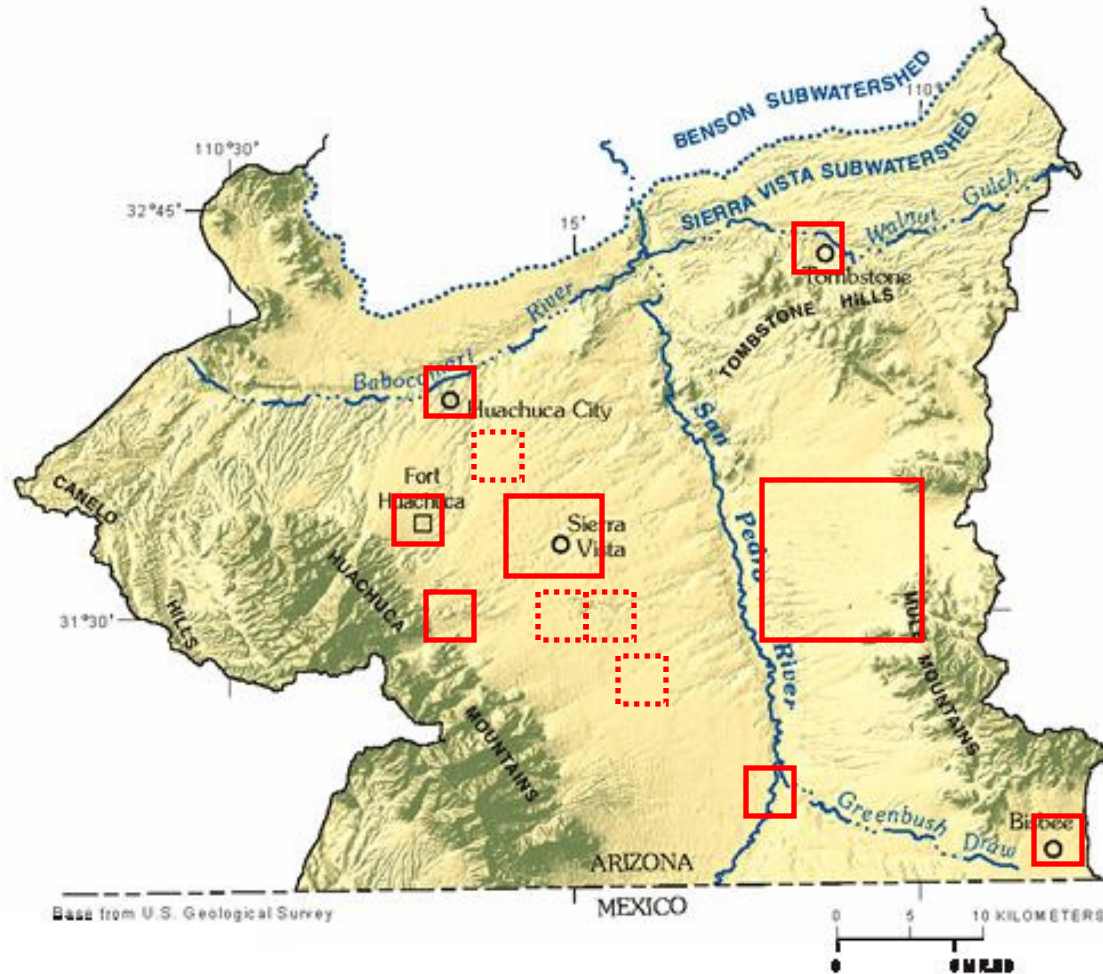 BENSON SUBWATERSHED
110°
SIERRA VISTA SUBWATERSHED
110°30'
32°45'
15'
Walnut Gulch
Tombstone
TOMBSTONE HILLS
Babocomari River
Huachuca City
San Pedro River
Fort
Huachuca
Sierra
Vista
CANELO
HILLS
HUACHUCA
MOUNTAINS
31°30'
MULE MOUNTAINS
Greenbush Draw
Bisbee
ARIZONA
MEXICO
Base from U.S. Geological Survey
0 5 10 KILOMETERS